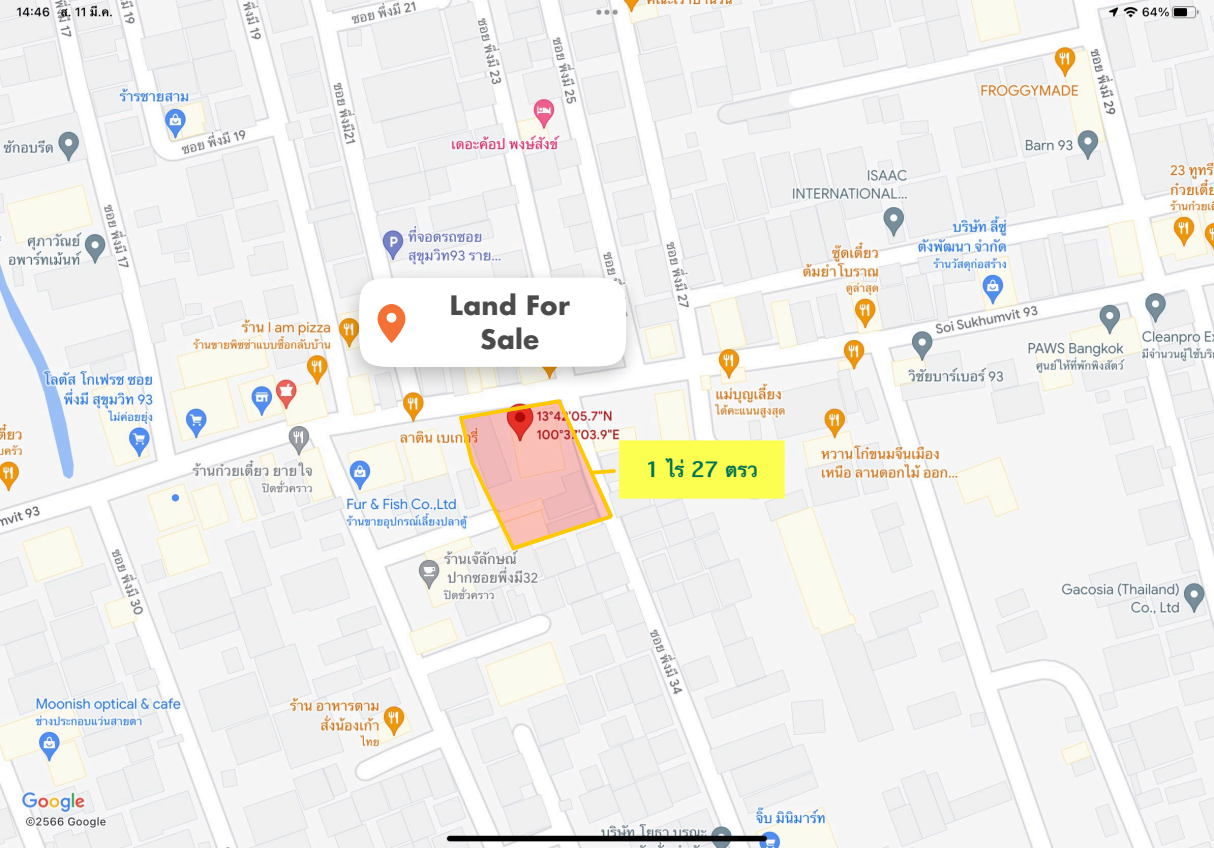 14:46 ส. 11 มี.ค.
64%
ซอย พึ่งมี 21
ซอย พึ่งมี 23
ซอย พึ่งมี 25
ซอย พึ่งมี 29
FROGGYMADE
ร้ารชายสาม
ซอย พึ่งมี 19
ซอย พึ่งมี21
เดอะค้อป พงษ์สังข์
ซักอบรีด
Barn 93
ISAAC
INTERNATIONAL...
23 ทูทรี
ก๋วยเตี๋ย
ซอย พึ่งมี 17
ศุภาวัณย์
อพาร์ทเม้นท์
ที่จอดรถซอย
สุขุมวิท93 ราย...
ซอย พึ่งมี 27
บริษัท ลี้ซู่
ตังพัฒนา จำกัด
ร้านวัสดุก่อสร้าง
ซู๊ดเตี๋ยว
ต้มยำโบราณ
ดูล่าสุด
Land For
Sale
ร้าน I am pizza
ร้านขายพิซซ่าแบบซื้อกลับบ้าน
Soi Sukhumvit 93
PAWS Bangkok
ศูนย์ให้ที่พักพิงสัตว์
Cleanpro Ex
มีจำนวนผู้ใช้บริ
วิชัยบาร์เบอร์ 93
โลตัส โกเฟรช ซอย
พึ่งมี สุขุมวิท 93
ไม่ค่อยยุ่ง
แม่บุญเลี้ยง
ได้คะแนนสูงสุด
13°42'05.7"N
100°3.'03.9"E
ลาติน เบเกอรี่
1 ไร่ 27 ตรว
หวานโก๋ขนมจีนเมือง
เหนือ ลานดอกไม้ ออก...
ร้านก๋วยเตี๋ยว ยายใจ
ปิดชั่วคราว
Fur & Fish Co.,Ltd
ร้านขายอุปกรณ์เลี้ยงปลาตู้
mvit 93
ซอย พึ่งมี 30
ร้านเจ๊ลักษณ์
ปากซอยพึ่งมี32
ปิดชั่วคราว
Gacosia (Thailand)
Co., Ltd
ซอย พึ่งมี 34
Moonish optical & cafe
ช่างประกอบแว่นสายตา
ร้าน อาหารตาม
สั่งน้องเก้า
ไทย
Google
©2566 Google
จิ๊บ มินิมาร์ท